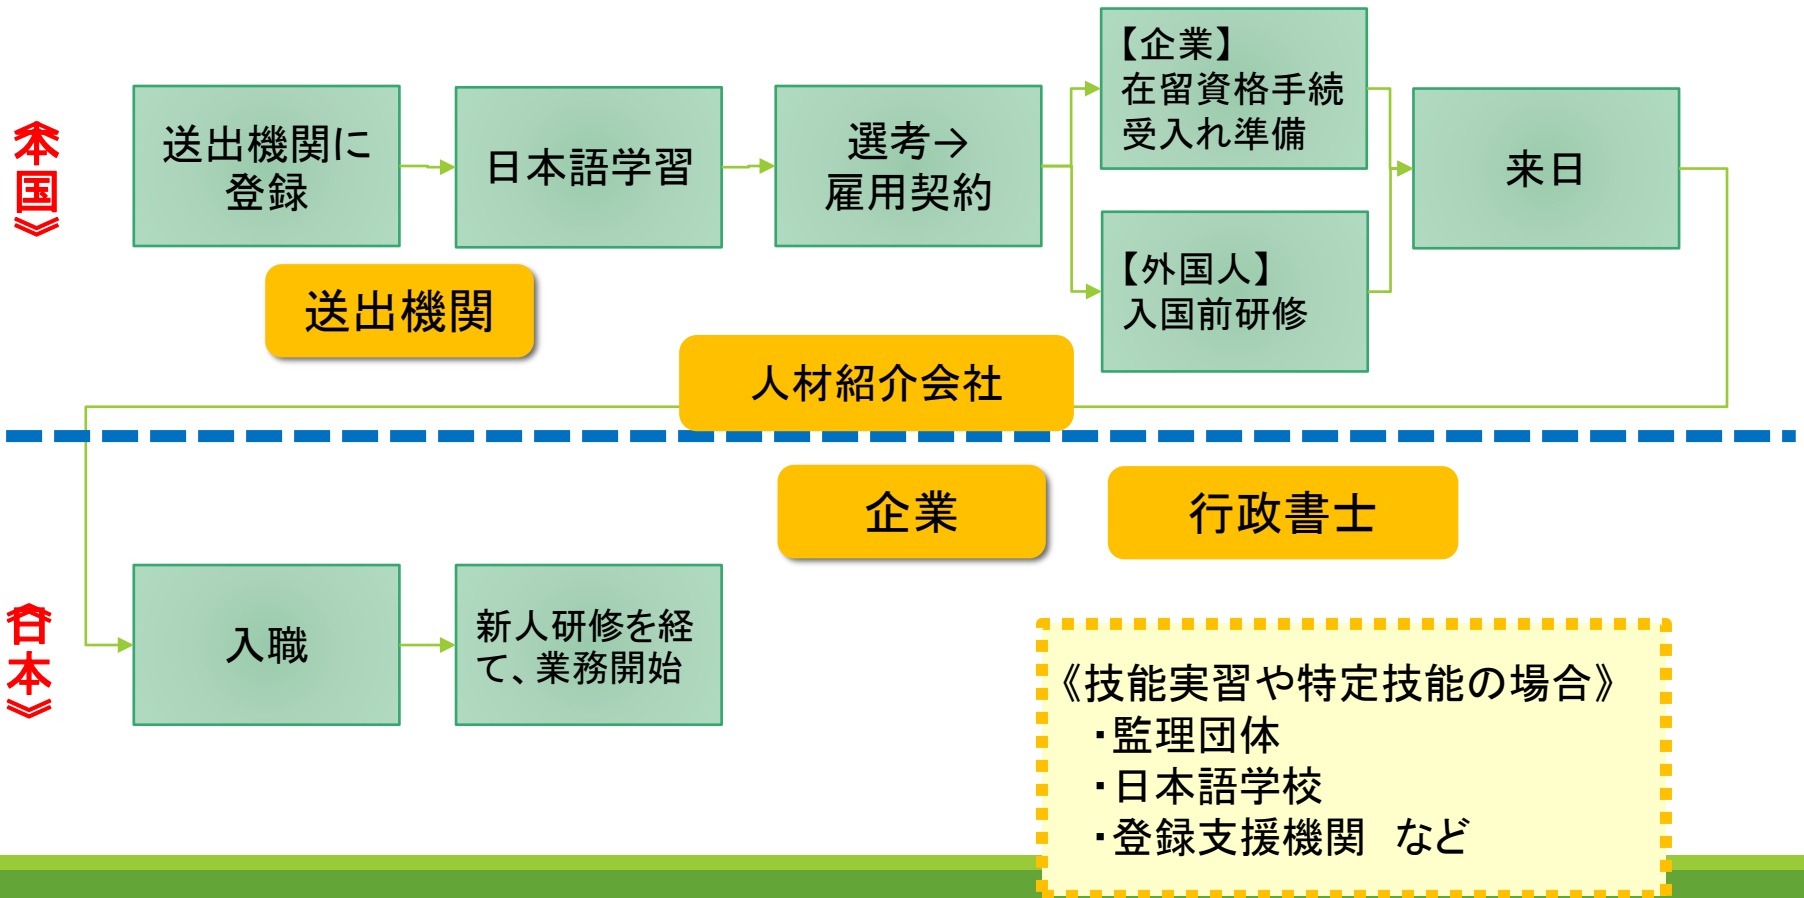 《本国》
送出機関に
登録
日本語学習
選考→
雇用契約
【企業】
在留資格手続
受入れ準備
【外国人】
入国前研修
来日
送出機関
人材紹介会社
企業
行政書士
《日本》
入職
新人研修を経
て、業務開始
《技能実習や特定技能の場合》
・監理団体
・日本語学校
・登録支援機関　など